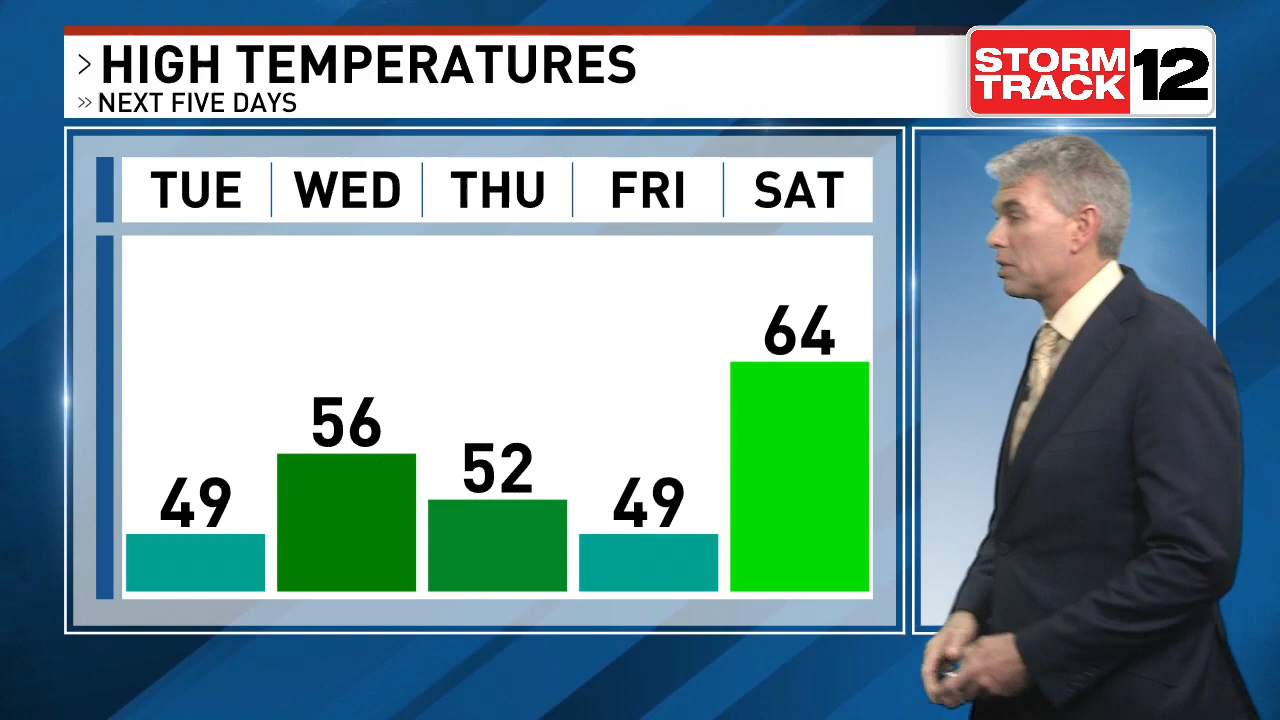 > HIGH TEMPERATURES
>> NEXT FIVE DAYS
STORM TRACK 12
TUE WED THU FRI SAT
64
56
52
49 49